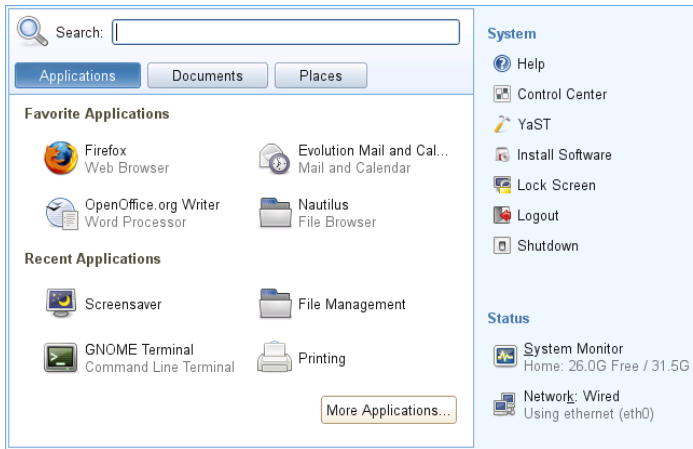 Search:
Applications
Documents
Places
Favorite Applications
Firefox
Web Browser
Evolution Mail and Cal...
Mail and Calendar
OpenOffice.org Writer
Word Processor
Nautilus
File Browser
Recent Applications
Screensaver
File Management
GNOME Terminal
Command Line Terminal
Printing
More Applications...
System
Help
Control Center
YaST
Install Software
Lock Screen
Logout
Shutdown
Status
System Monitor
Home: 26.0G Free / 31.5G
Network: Wired
Using ethernet (eth0)